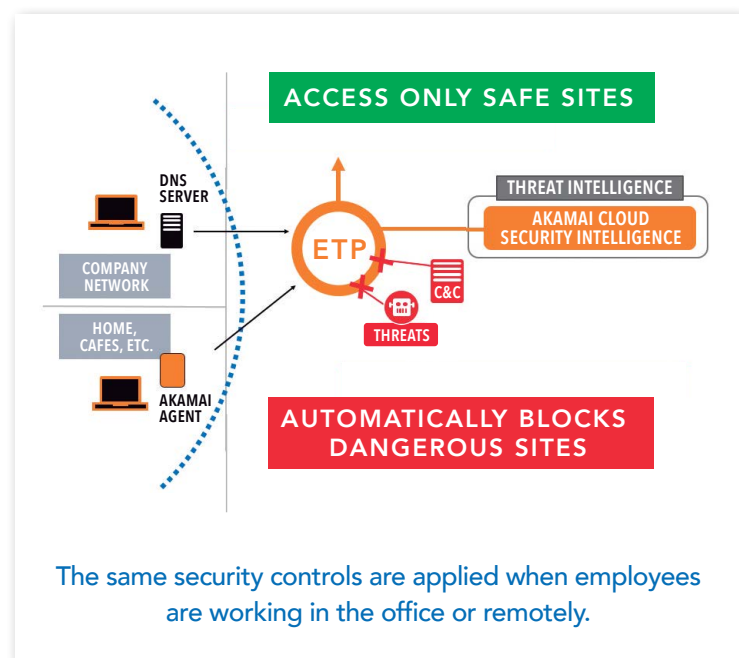 ACCESS ONLY SAFE SITES
DNS
SERVER
COMPANY
NETWORK
HOME,
CAFES, ETC.
AKAMAI
AGENT
ETP
THREAT INTELLIGENCE
AKAMAI CLOUD
SECURITY INTELLIGENCE
C&C
THREATS
AUTOMATICALLY BLOCKS
DANGEROUS SITES
The same security controls are applied when employees
are working in the office or remotely.